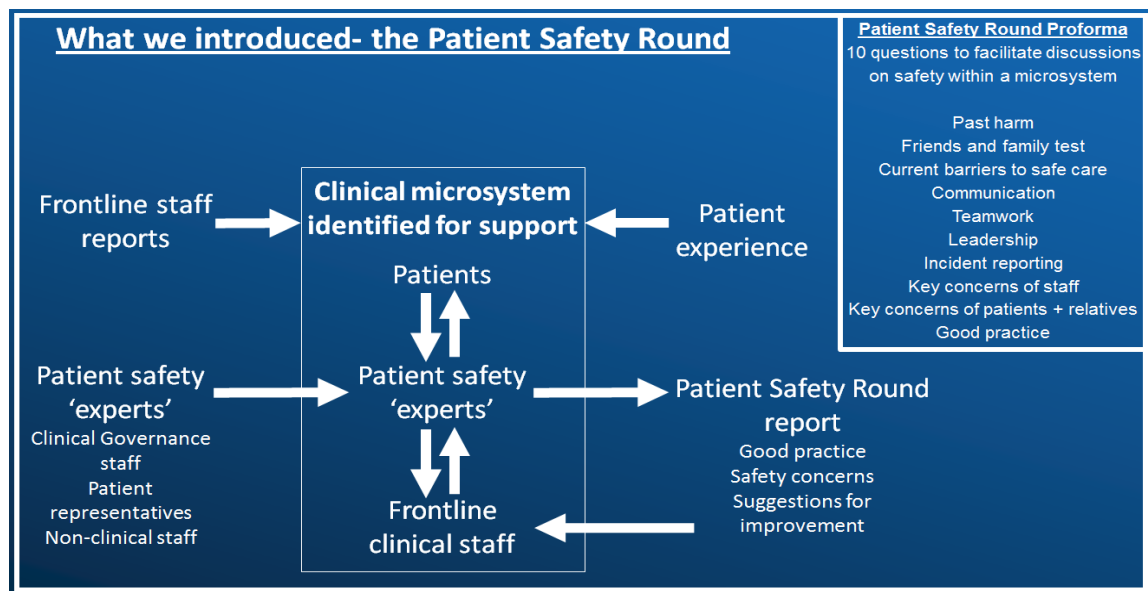 What we introduced- the Patient Safety Round
Patient Safety Round Proforma
10 questions to facilitate discussions
on safety within a microsystem
Past harm
Friends and family test
Current barriers to safe care
Communication
Teamwork
Leadership
Incident reporting
Key concerns of staff
Key concerns of patients + relatives
Good practice
Frontline staff
reports
Clinical microsystem
identified for support
Patient
experience
Patients
Patient safety
‘experts’
Clinical Governance
staff
Patient
representatives
Non-clinical staff
Patient safety
‘experts’
Frontline
clinical staff
Patient Safety Round
report
Good practice
Safety concerns
Suggestions for
improvement